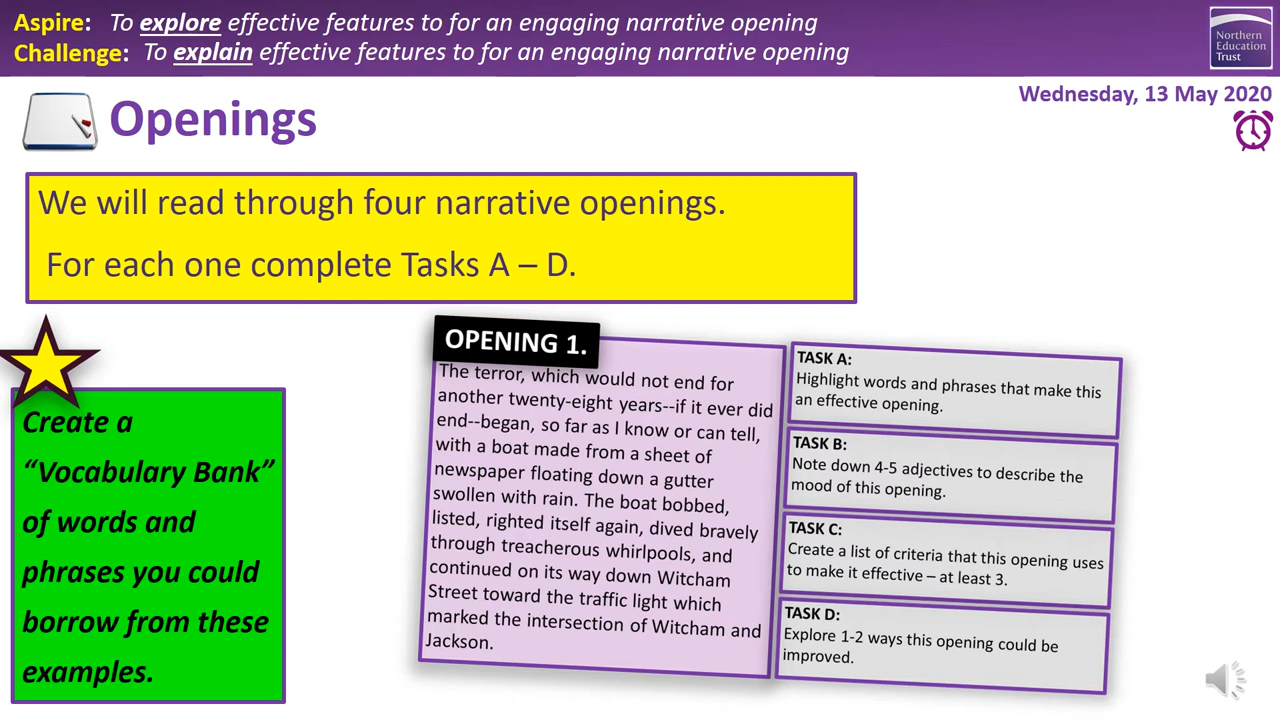 Aspire: To explore effective features to for an engaging narrative opening
Challenge: To explain effective features to for an engaging narrative opening
Northern
Education
Trust
Wednesday, 13 May 2020
Openings
We will read through four narrative openings.
For each one complete Tasks A – D.
Create a
“Vocabulary Bank”
of words and
phrases you could
borrow from these
examples.
OPENING 1.
The terror, which would not end for
another twenty-eight years--if it ever did
end--began, so far as I know or can tell,
with a boat made from a sheet of
newspaper floating down a gutter
swollen with rain. The boat bobbed,
listed, righted itself again, dived bravely
through treacherous whirlpools, and
continued on its way down Witcham
Street toward the traffic light which
marked the intersection of Witcham and
Jackson.
TASK A:
Highlight words and phrases that make this
an effective opening.
TASK B:
Note down 4-5 adjectives to describe the
mood of this opening.
TASK C:
Create a list of criteria that this opening uses
to make it effective – at least 3.
TASK D:
Explore 1-2 ways this opening could be
improved.